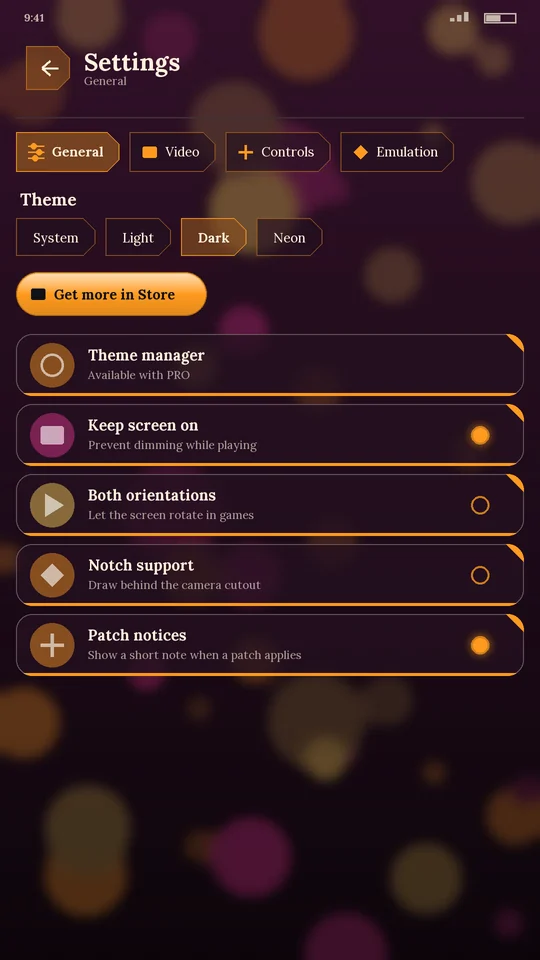 9:41
Settings
General
General
Video
Controls
Emulation
Theme
System
Light
Dark
Neon
Get more in Store
Theme manager
Available with PRO
Keep screen on
Prevent dimming while playing
Both orientations
Let the screen rotate in games
Notch support
Draw behind the camera cutout
Patch notices
Show a short note when a patch applies